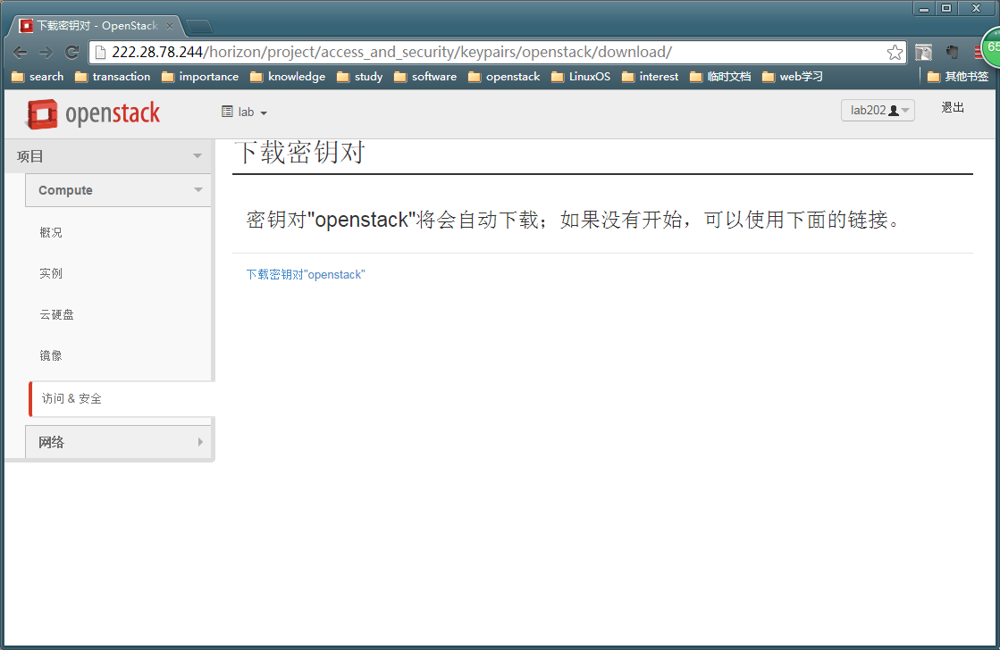 下载密钥对 - OpenStack
222.28.78.244/horizon/project/access_and_security/keypairs/openstack/download/
65
search transaction importance knowledge study software openstack LinuxOS interest 临时文档 web学习 其他书签
openstack lab lab202 退出
项目
下载密钥对
Compute
密钥对"openstack"将会自动下载；如果没有开始，可以使用下面的链接。
概况
下载密钥对"openstack"
实例
云硬盘
镜像
访问 & 安全
网络